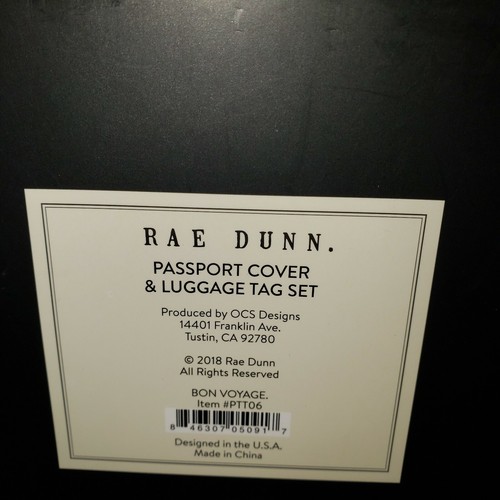 RAE DUNN.
PASSPORT COVER
& LUGGAGE TAG SET
Produced by OCS Designs
14401 Franklin Ave.
Tustin, CA 92780
© 2018 Rae Dunn
All Rights Reserved
BON VOYAGE.
Item #PTT06
8 46307 05091 7
Designed in the U.S.A.
Made in China